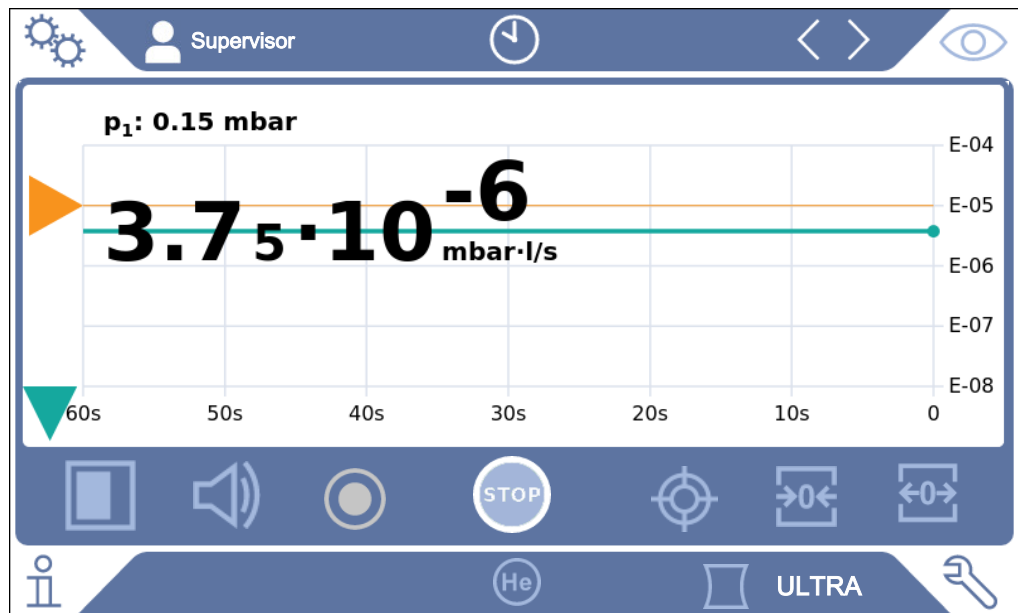 Supervisor
p₁: 0.15 mbar
E-04
3.75·10⁻⁶ mbar·l/s
E-05
E-06
E-07
E-08
60s 50s 40s 30s 20s 10s 0
STOP
→0←
←0→
He
ULTRA